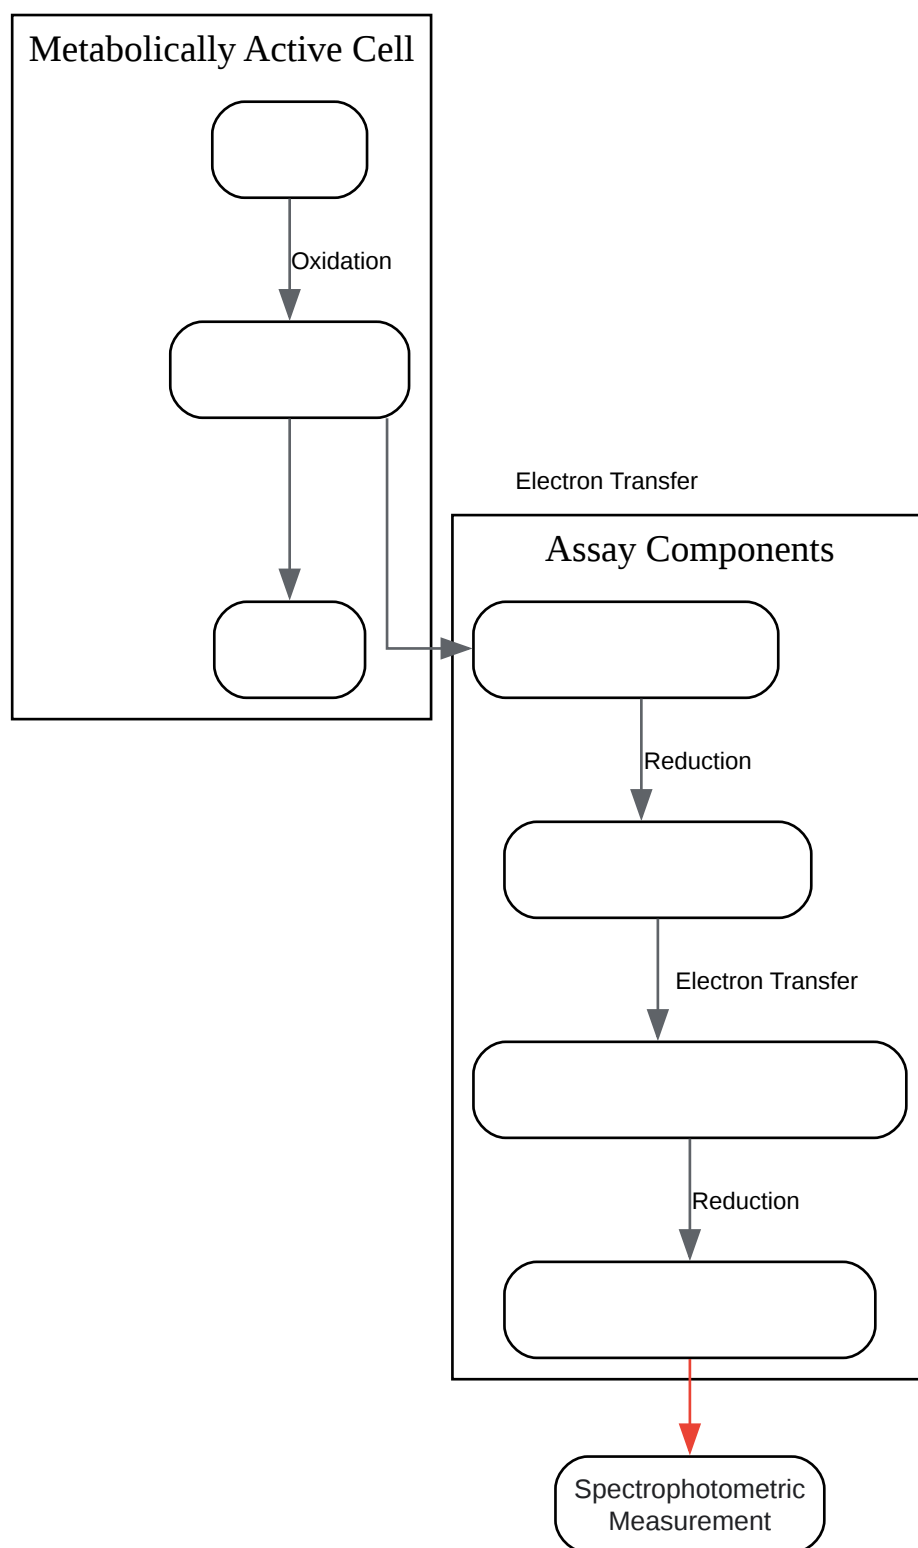 Metabolically Active Cell
Oxidation
Electron Transfer
Assay Components
Reduction
Electron Transfer
Reduction
Spectrophotometric
Measurement